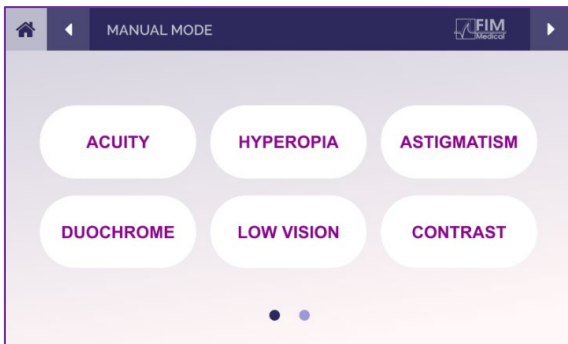 MANUAL MODE
FIM
Medical
ACUITY HYPEROPIA ASTIGMATISM
DUOCHROME LOW VISION CONTRAST